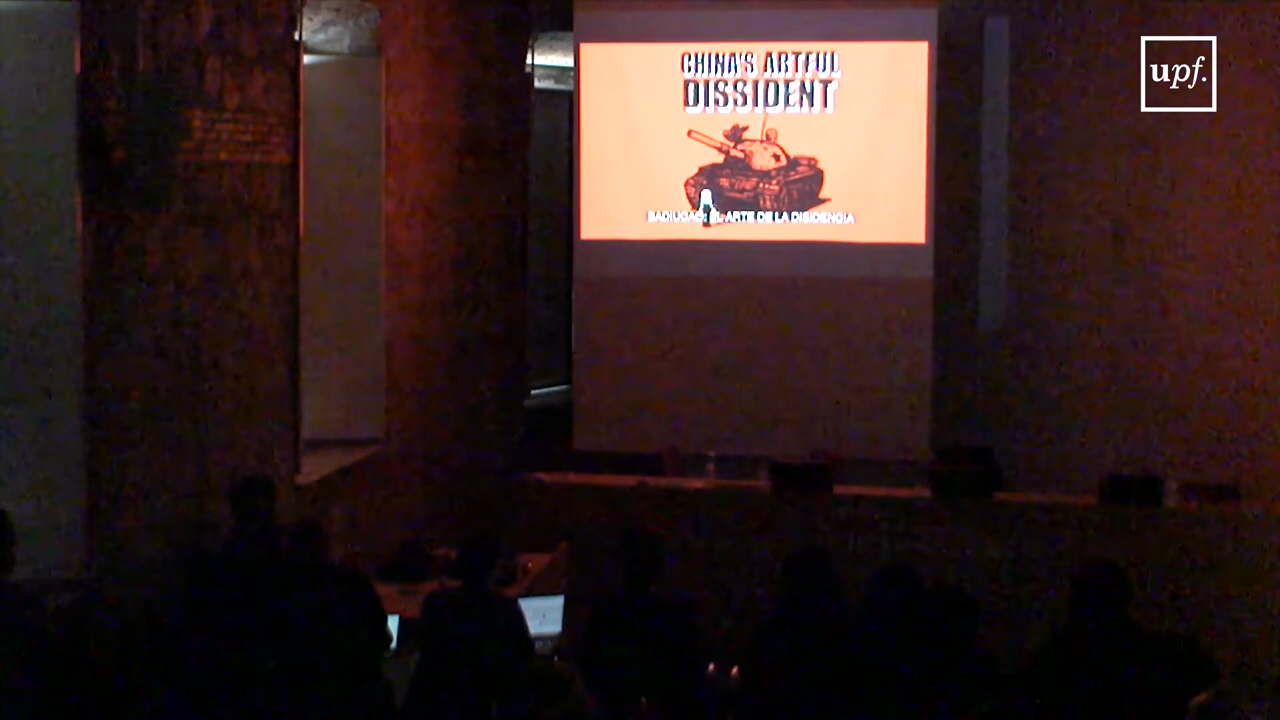 CHINA'S ARTFUL
DISSIDENT
BADIUCAO: EL ARTE DE LA DISIDENCIA
upf.